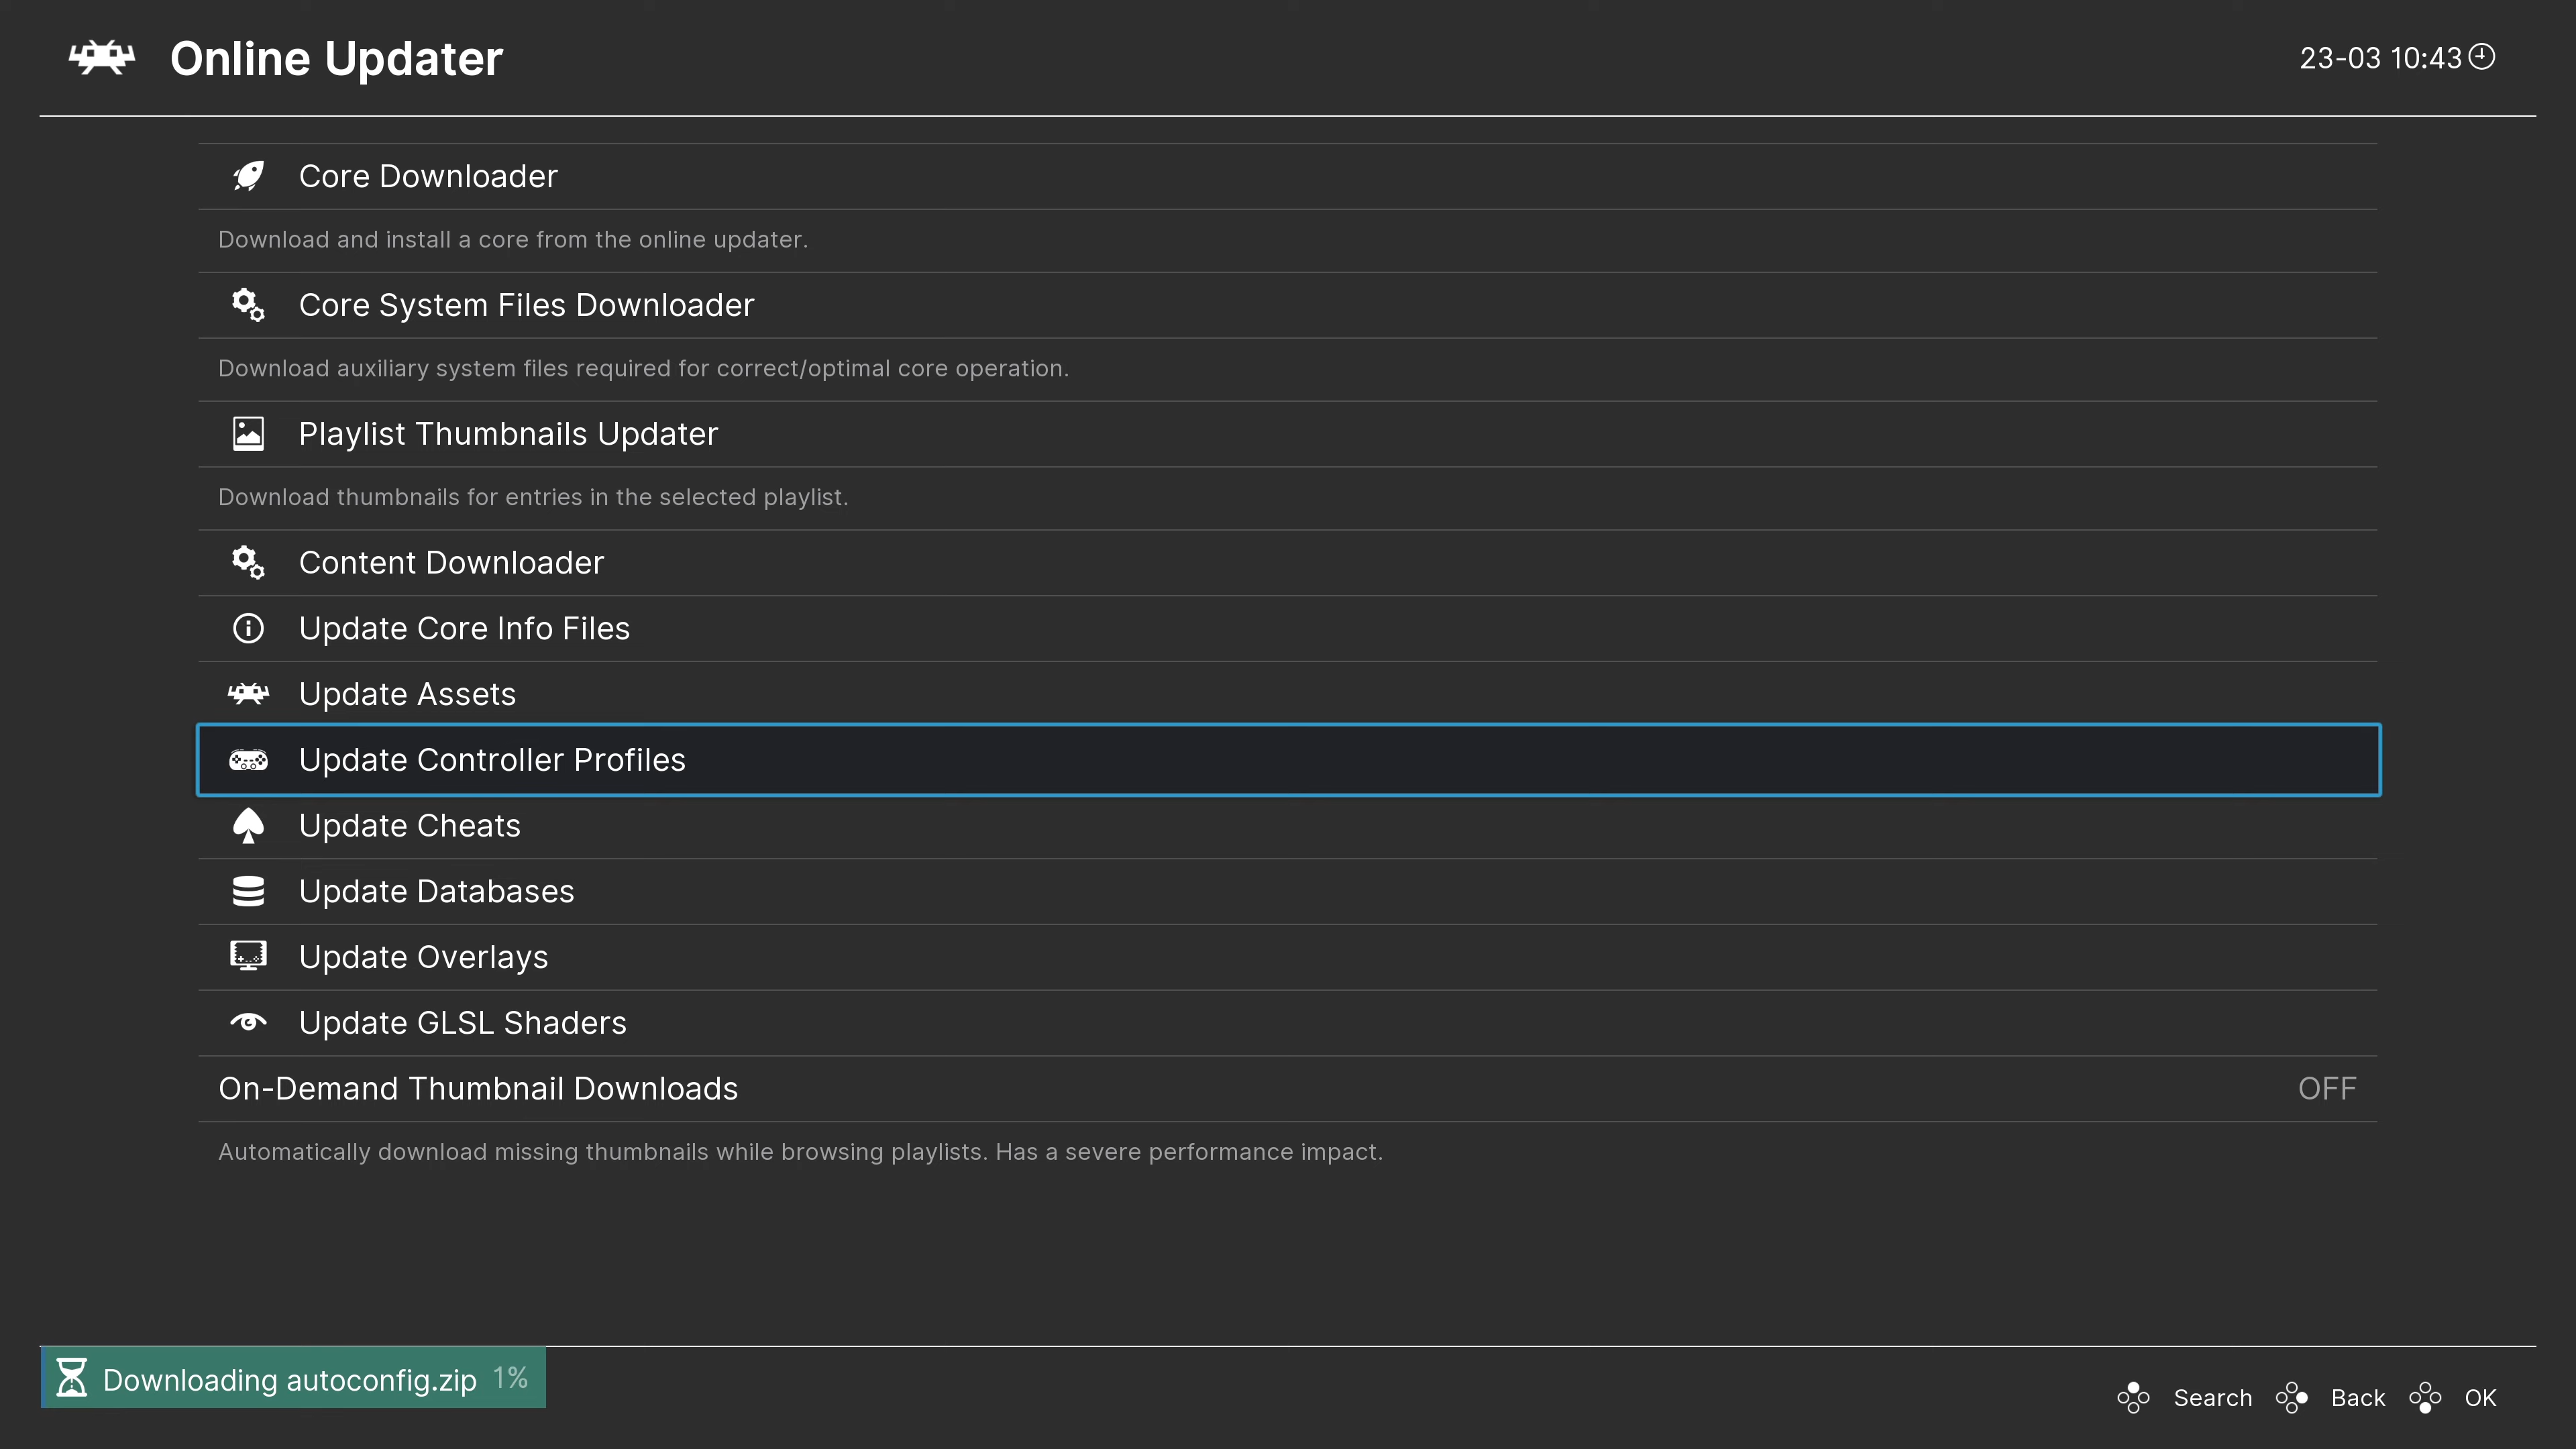 Online Updater
23-03 10:43
Core Downloader
Download and install a core from the online updater.
Core System Files Downloader
Download auxiliary system files required for correct/optimal core operation.
Playlist Thumbnails Updater
Download thumbnails for entries in the selected playlist.
Content Downloader
Update Core Info Files
Update Assets
Update Controller Profiles
Update Cheats
Update Databases
Update Overlays
Update GLSL Shaders
On-Demand Thumbnail Downloads OFF
Automatically download missing thumbnails while browsing playlists. Has a severe performance impact.
Downloading autoconfig.zip 1%
Search Back OK